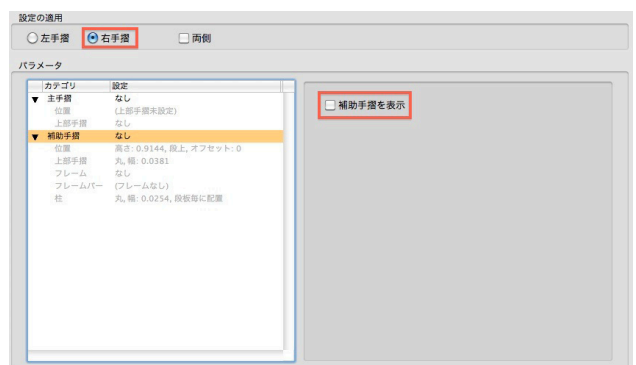 設定の適用
左手摺 右手摺 両側
パラメータ
カテゴリ 設定
▼ 主手摺 なし
位置 (上部手摺未設定)
上部手摺 なし
▼ 補助手摺 なし
位置 高さ: 0.9144, 段上, オフセット: 0
上部手摺 丸, 幅: 0.0381
フレーム なし
フレームバー (フレームなし)
柱 丸, 幅: 0.0254, 段板毎に配置
補助手摺を表示